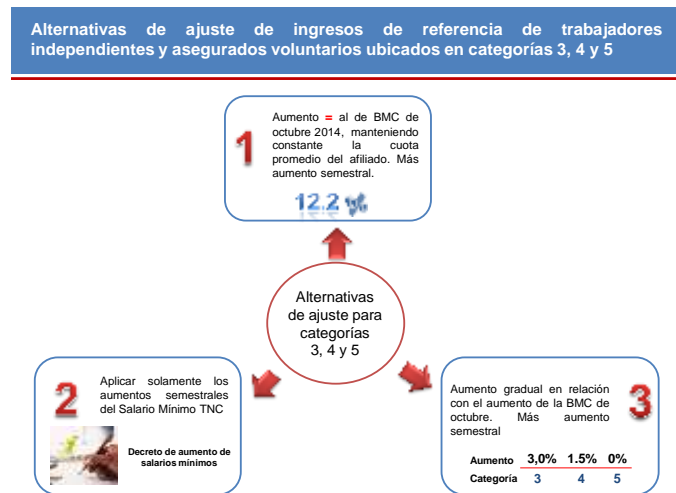 Alternativas de ajuste de ingresos de referencia de trabajadores
independientes y asegurados voluntarios ubicados en categorías 3, 4 y 5
1
Aumento = al de BMC de
octubre 2014, manteniendo
constante la cuota
promedio del afiliado. Más
aumento semestral.
12.2 %
Alternativas
de ajuste para
categorías
3, 4 y 5
2
Aplicar solamente los
aumentos semestrales
del Salario Mínimo TNC
Decreto de aumento de
salarios mínimos
3
Aumento gradual en relación
con el aumento de la BMC de
octubre. Más aumento
semestral
Aumento 3,0% 1.5% 0%
Categoría 3 4 5